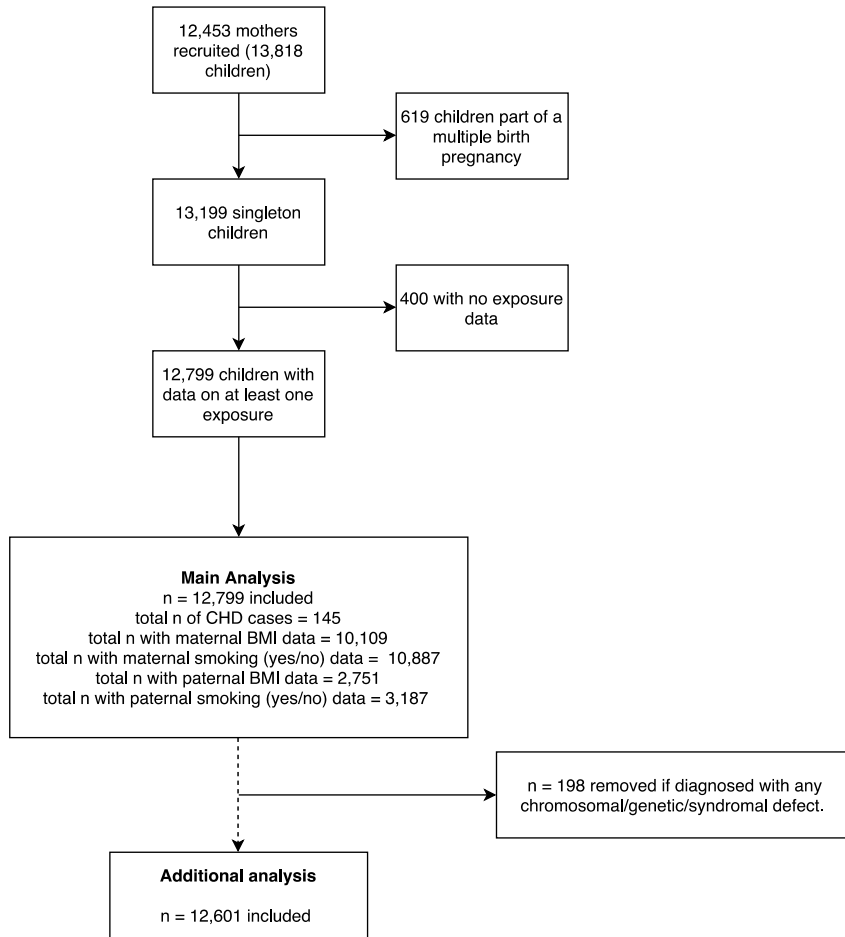 12,453 mothers
recruited (13,818
children)
619 children part of a
multiple birth
pregnancy
13,199 singleton
children
400 with no exposure
data
12,799 children with
data on at least one
exposure
Main Analysis
n = 12,799 included
total n of CHD cases = 145
total n with maternal BMI data = 10,109
total n with maternal smoking (yes/no) data = 10,887
total n with paternal BMI data = 2,751
total n with paternal smoking (yes/no) data = 3,187
n = 198 removed if diagnosed with any
chromosomal/genetic/syndromal defect.
Additional analysis
n = 12,601 included